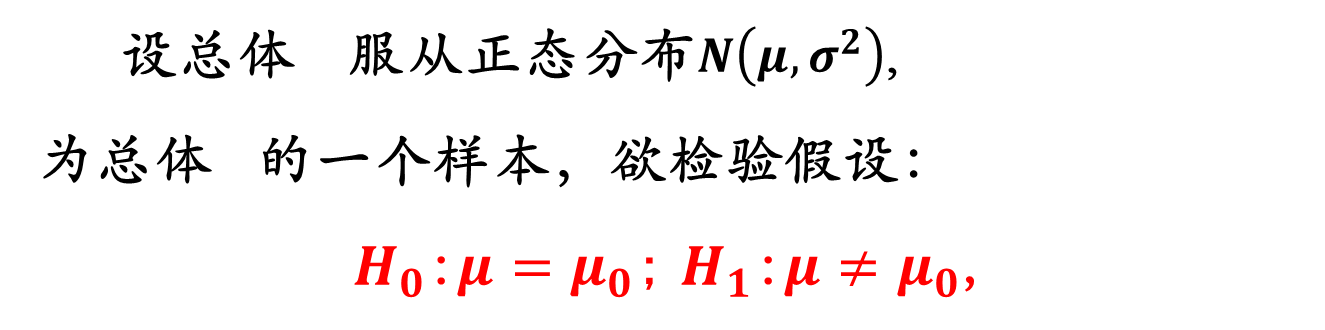 设总体 服从正态分布N(μ, σ²),
为总体 的一个样本，欲检验假设：
H₀:μ = μ₀; H₁:μ ≠ μ₀,